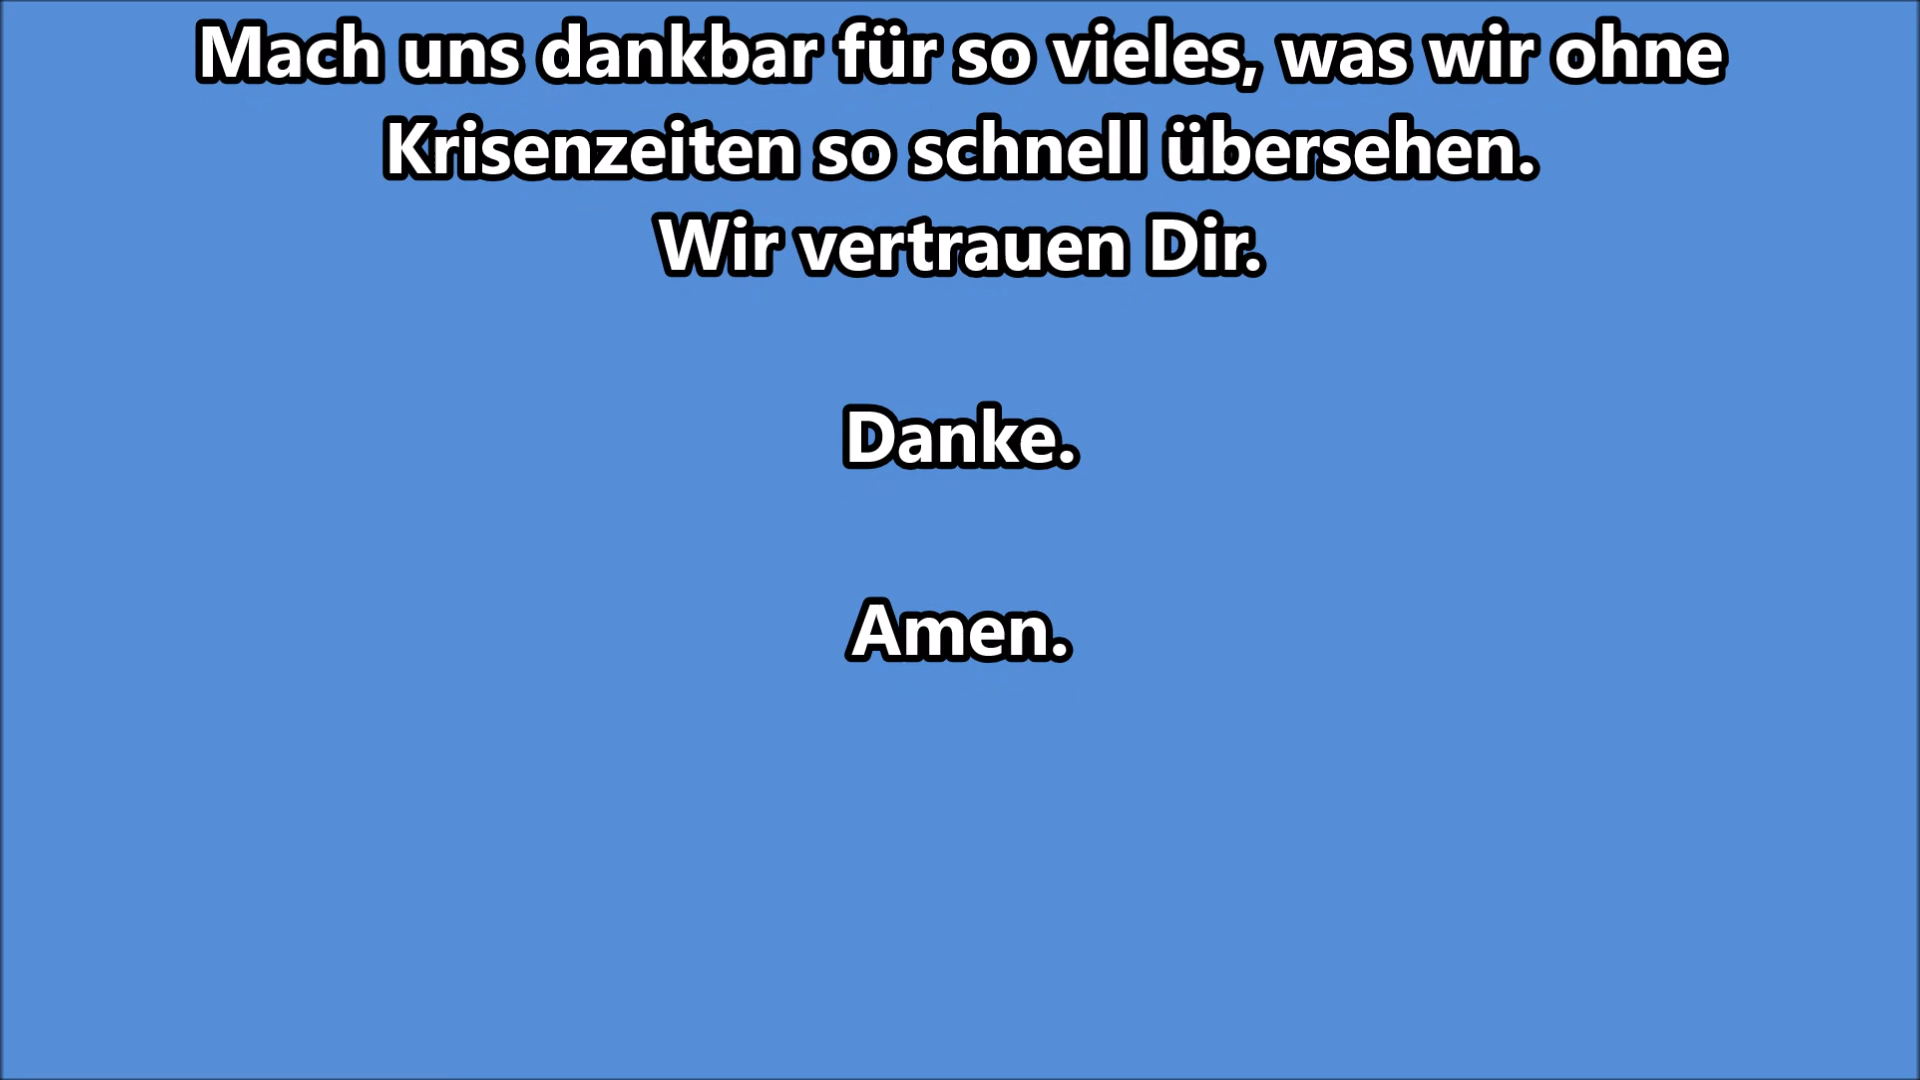 Mach uns dankbar für so vieles, was wir ohne
Krisenzeiten so schnell übersehen.
Wir vertrauen Dir.
Danke.
Amen.